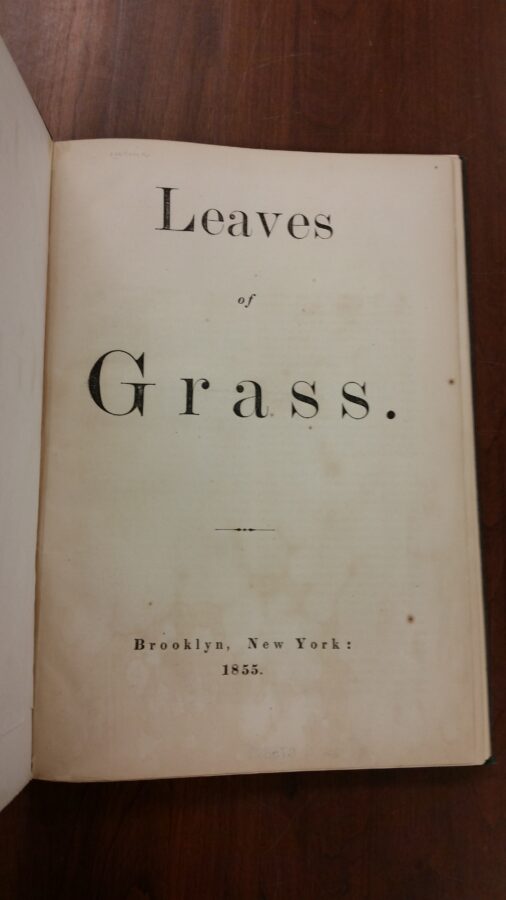 Leaves
of
Grass.
Brooklyn, New York:
1855.